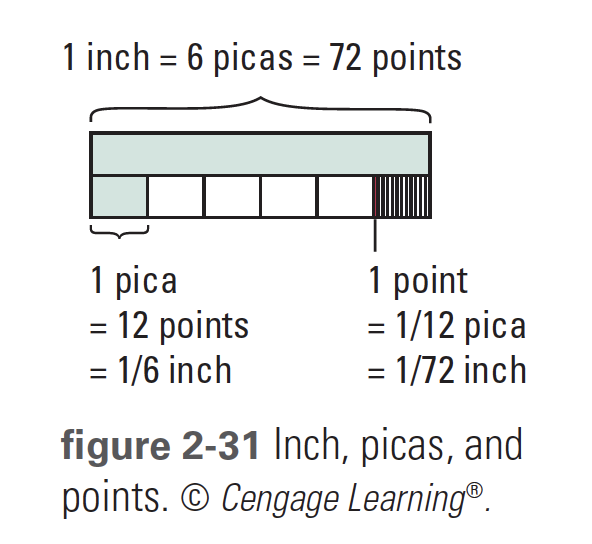 1 inch = 6 picas = 72 points
1 pica
= 12 points
= 1/6 inch
1 point
= 1/12 pica
= 1/72 inch
figure 2-31 Inch, picas, and
points. © Cengage Learning®.